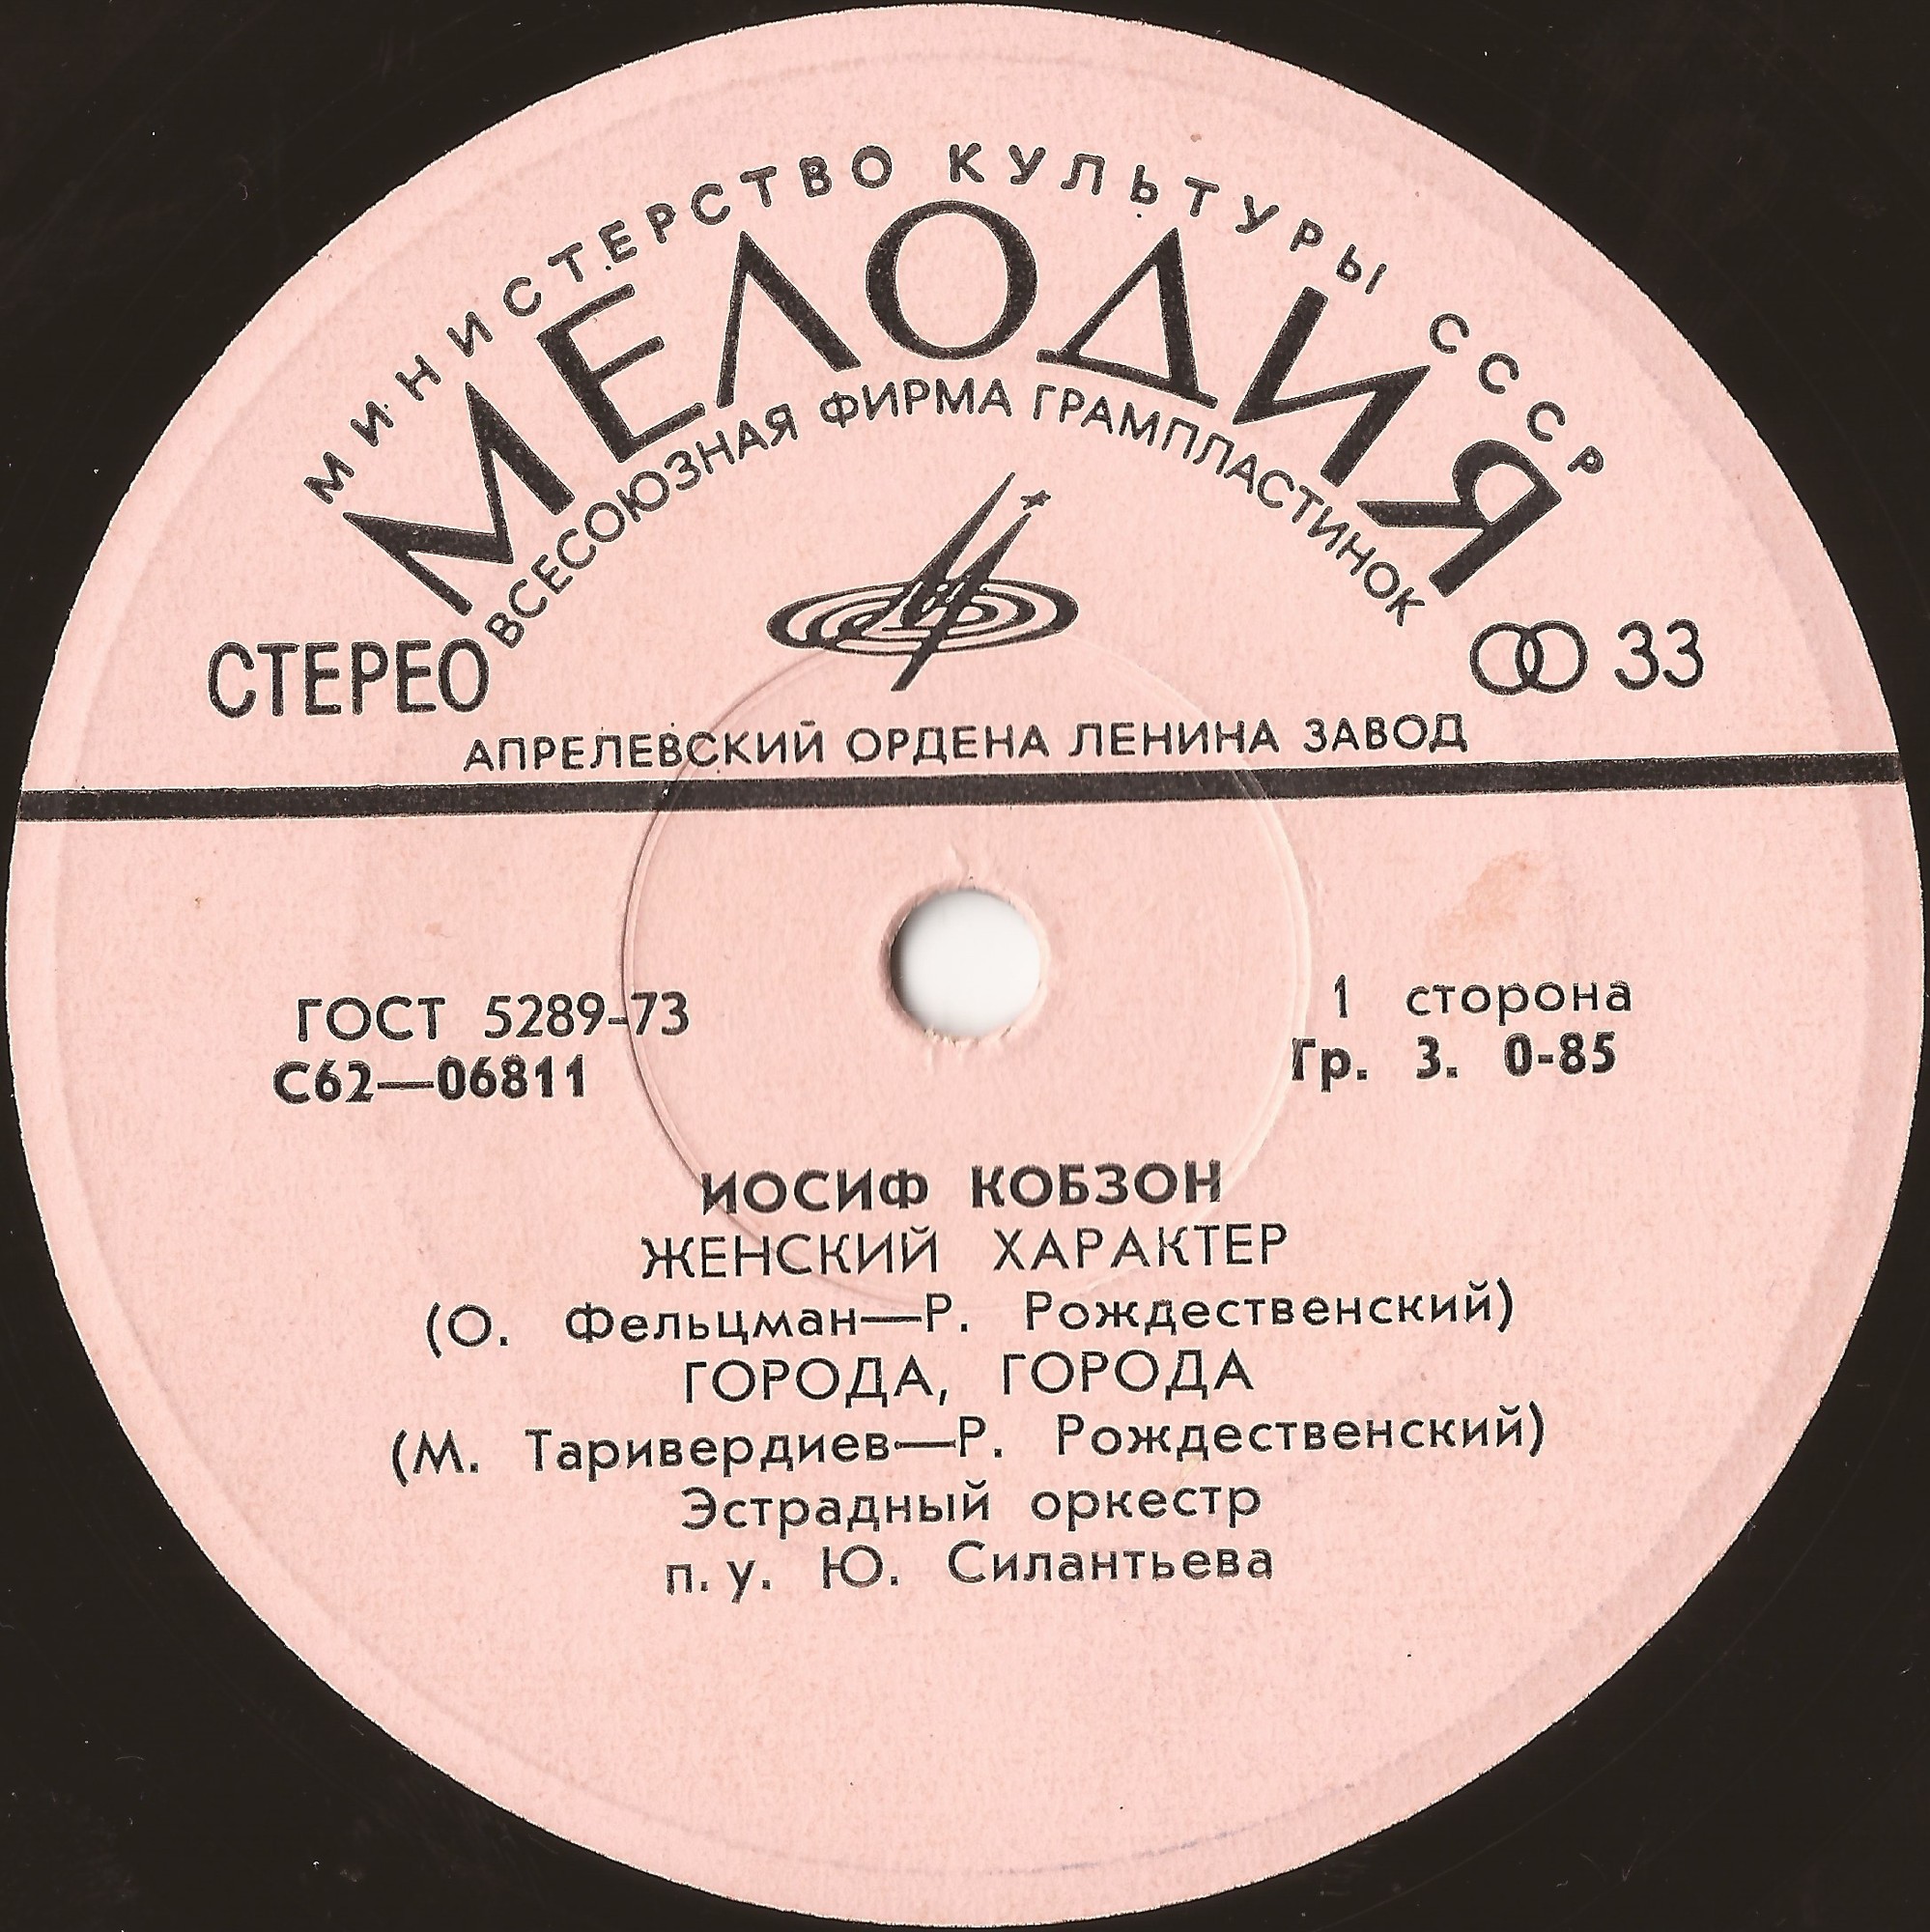 МИНИСТЕРСТВО КУЛЬТУРЫ СССР
МЕЛОДИЯ
ВСЕСОЮЗНАЯ ФИРМА ГРАМПЛАСТИНОК
СТЕРЕО
33
АПРЕЛЕВСКИЙ ОРДЕНА ЛЕНИНА ЗАВОД
ГОСТ 5289-73
С62—06811
1 сторона
Гр. 3. 0-85
ИОСИФ КОБЗОН
ЖЕНСКИЙ ХАРАКТЕР
(О. Фельцман—Р. Рождественский)
ГОРОДА, ГОРОДА
(М. Таривердиев—Р. Рождественский)
Эстрадный оркестр
п. у. Ю. Силантьева